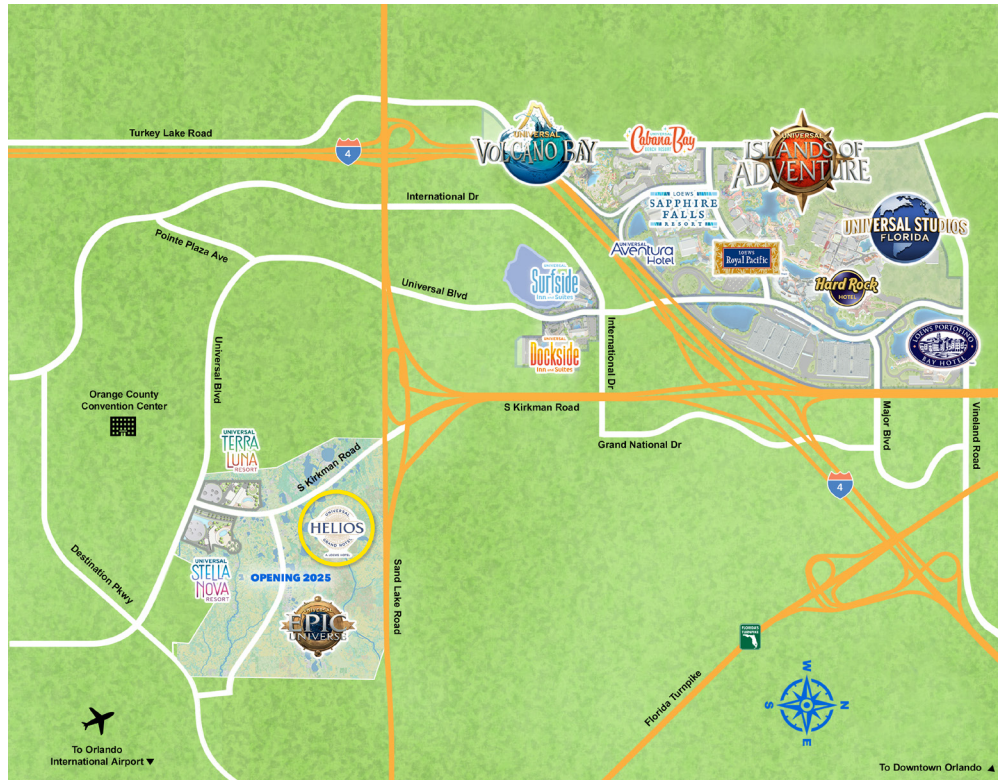 Turkey Lake Road
4
UNIVERSAL
VOLCANO BAY
UNIVERSAL
Cabana Bay
BEACH RESORT
UNIVERSAL
ISLANDS OF
ADVENTURE
International Dr
LOEWS
SAPPHIRE
FALLS
RESORT
UNIVERSAL STUDIOS
FLORIDA
Pointe Plaza Ave
UNIVERSAL
Aventura
Hotel
LOEWS
Royal Pacific
Universal Blvd
UNIVERSAL
Surfside
Inn and Suites
Hard Rock
HOTEL
UNIVERSAL
Dockside
Inn and Suites
International Dr
LOEWS PORTOFINO
BAY HOTEL
Universal Blvd
Orange County
Convention Center
S Kirkman Road
Major Blvd
Vineland Road
Grand National Dr
UNIVERSAL
TERRA
LUNA
RESORT
S Kirkman Road
4
UNIVERSAL
HELIOS
GRAND HOTEL
A LOEWS HOTEL
Destination Pkwy
UNIVERSAL
STELLA
NOVA
RESORT
OPENING 2025
Sand Lake Road
UNIVERSAL
EPIC
UNIVERSE
FLORIDA'S
TURNPIKE
Florida Turnpike
W
S
N
E
To Orlando
International Airport
To Downtown Orlando